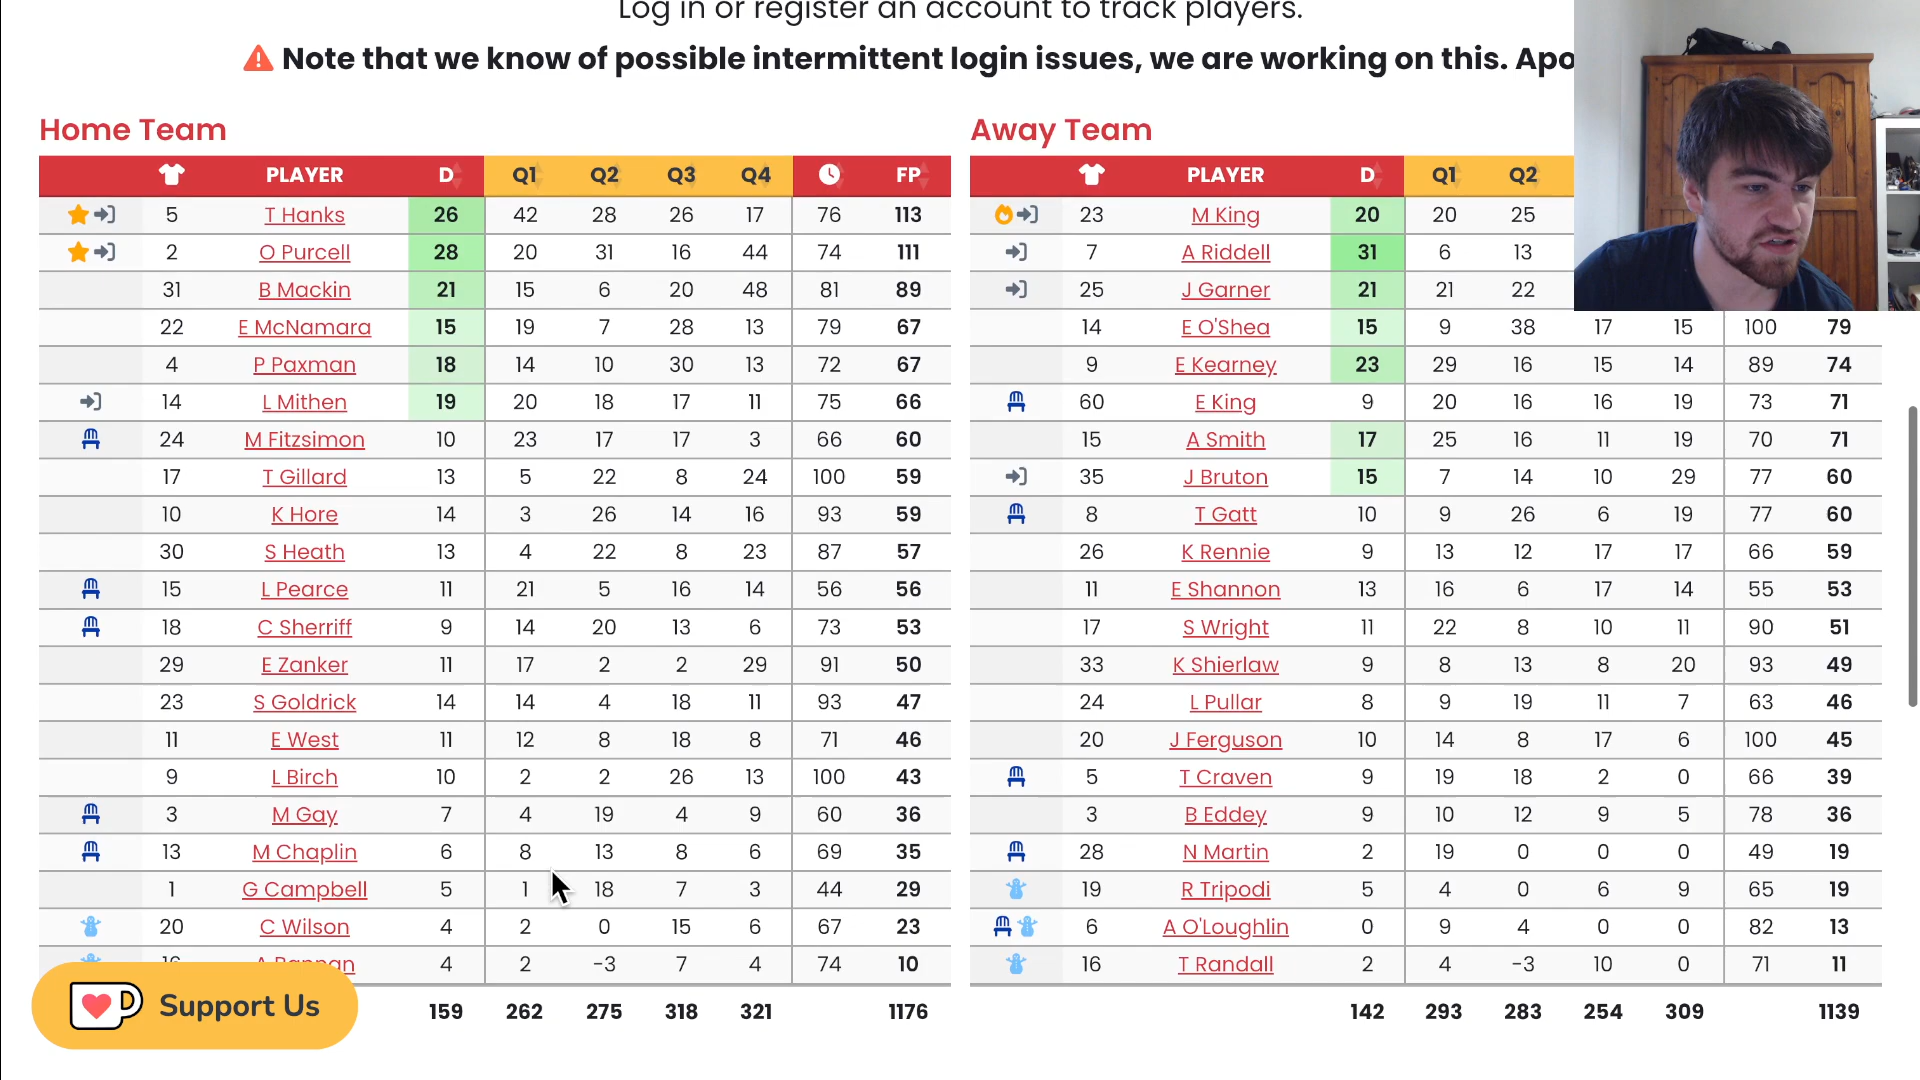 Log in or register an account to track players.
Note that we know of possible intermittent login issues, we are working on this. Apo
Home Team
PLAYER D Q1 Q2 Q3 Q4 FP
5 T Hanks 26 42 28 26 17 76 113
2 O Purcell 28 20 31 16 44 74 111
31 B Mackin 21 15 6 20 48 81 89
22 E McNamara 15 19 7 28 13 79 67
4 P Paxman 18 14 10 30 13 72 67
14 L Mithen 19 20 18 17 11 75 66
24 M Fitzsimon 10 23 17 17 3 66 60
17 T Gillard 13 5 22 8 24 100 59
10 K Hore 14 3 26 14 16 93 59
30 S Heath 13 4 22 8 23 87 57
15 L Pearce 11 21 5 16 14 56 56
18 C Sherriff 9 14 20 13 6 73 53
29 E Zanker 11 17 2 2 29 91 50
23 S Goldrick 14 14 4 18 11 93 47
11 E West 11 12 8 18 8 71 46
9 L Birch 10 2 2 26 13 100 43
3 M Gay 7 4 19 4 9 60 36
13 M Chaplin 6 8 13 8 6 69 35
1 G Campbell 5 1 18 7 3 44 29
20 C Wilson 4 2 0 15 6 67 23
4 2 -3 7 4 74 10
159 262 275 318 321 1176
Support Us
Away Team
PLAYER D Q1 Q2
23 M King 20 20 25
7 A Riddell 31 6 13
25 J Garner 21 21 22
14 E O'Shea 15 9 38 17 15 100 79
9 E Kearney 23 29 16 15 14 89 74
60 E King 9 20 16 16 19 73 71
15 A Smith 17 25 16 11 19 70 71
35 J Bruton 15 7 14 10 29 77 60
8 T Gatt 10 9 26 6 19 77 60
26 K Rennie 9 13 12 17 17 66 59
11 E Shannon 13 16 6 17 14 55 53
17 S Wright 11 22 8 10 11 90 51
33 K Shierlaw 9 8 13 8 20 93 49
24 L Pullar 8 9 19 11 7 63 46
20 J Ferguson 10 14 8 17 6 100 45
5 T Craven 9 19 18 2 0 66 39
3 B Eddey 9 10 12 9 5 78 36
28 N Martin 2 19 0 0 0 49 19
19 R Tripodi 5 4 0 6 9 65 19
6 A O'Loughlin 0 9 4 0 0 82 13
16 T Randall 2 4 -3 10 0 71 11
142 293 283 254 309 1139